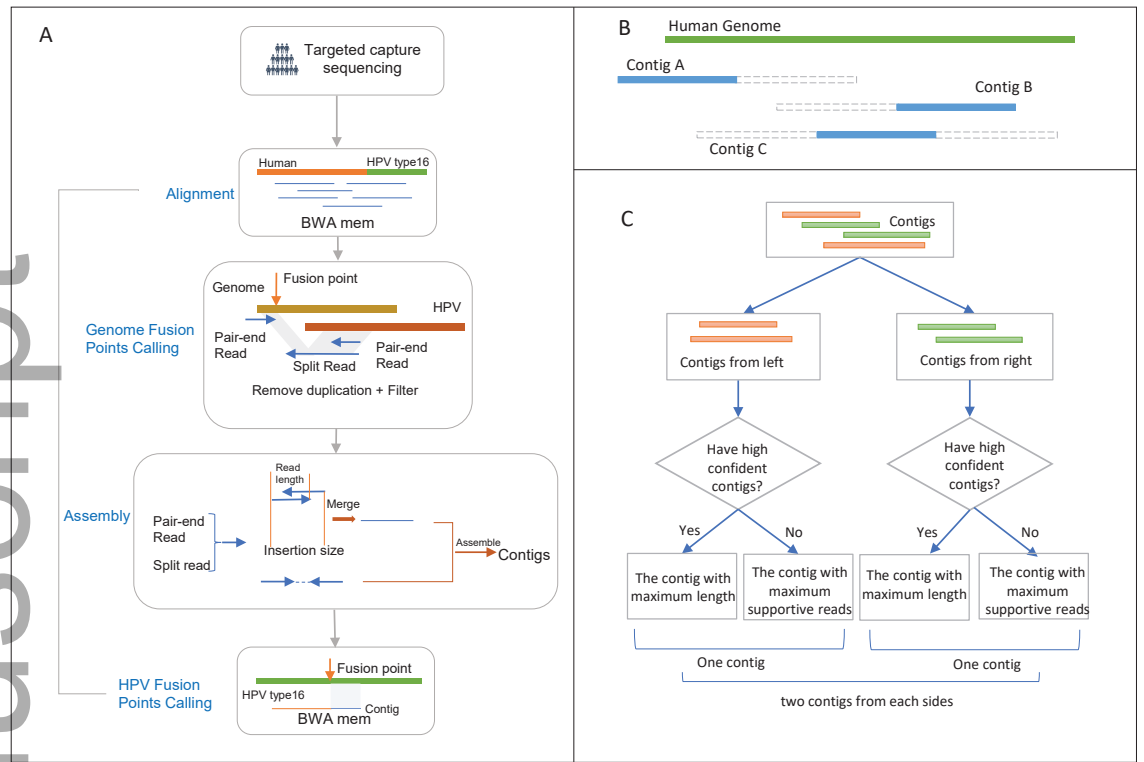 A
Targeted capture
sequencing
Human
HPV type16
BWA mem
Alignment
Fusion point
Genome
HPV
Pair-end
Read
Pair-end
Read
Split Read
Remove duplication + Filter
Genome Fusion
Points Calling
Read
length
Merge
Pair-end
Read
Split read
Insertion size
Assemble
Contigs
Assembly
Fusion point
HPV type16
Contig
BWA mem
HPV Fusion
Points Calling
B
Human Genome
Contig A
Contig B
Contig C
C
Contigs
Contigs from left
Contigs from right
Have high
confident
contigs?
Have high
confident
contigs?
Yes
No
Yes
No
The contig with
maximum length
The contig with
maximum
supportive reads
The contig with
maximum length
The contig with
maximum
supportive reads
One contig
One contig
two contigs from each sides